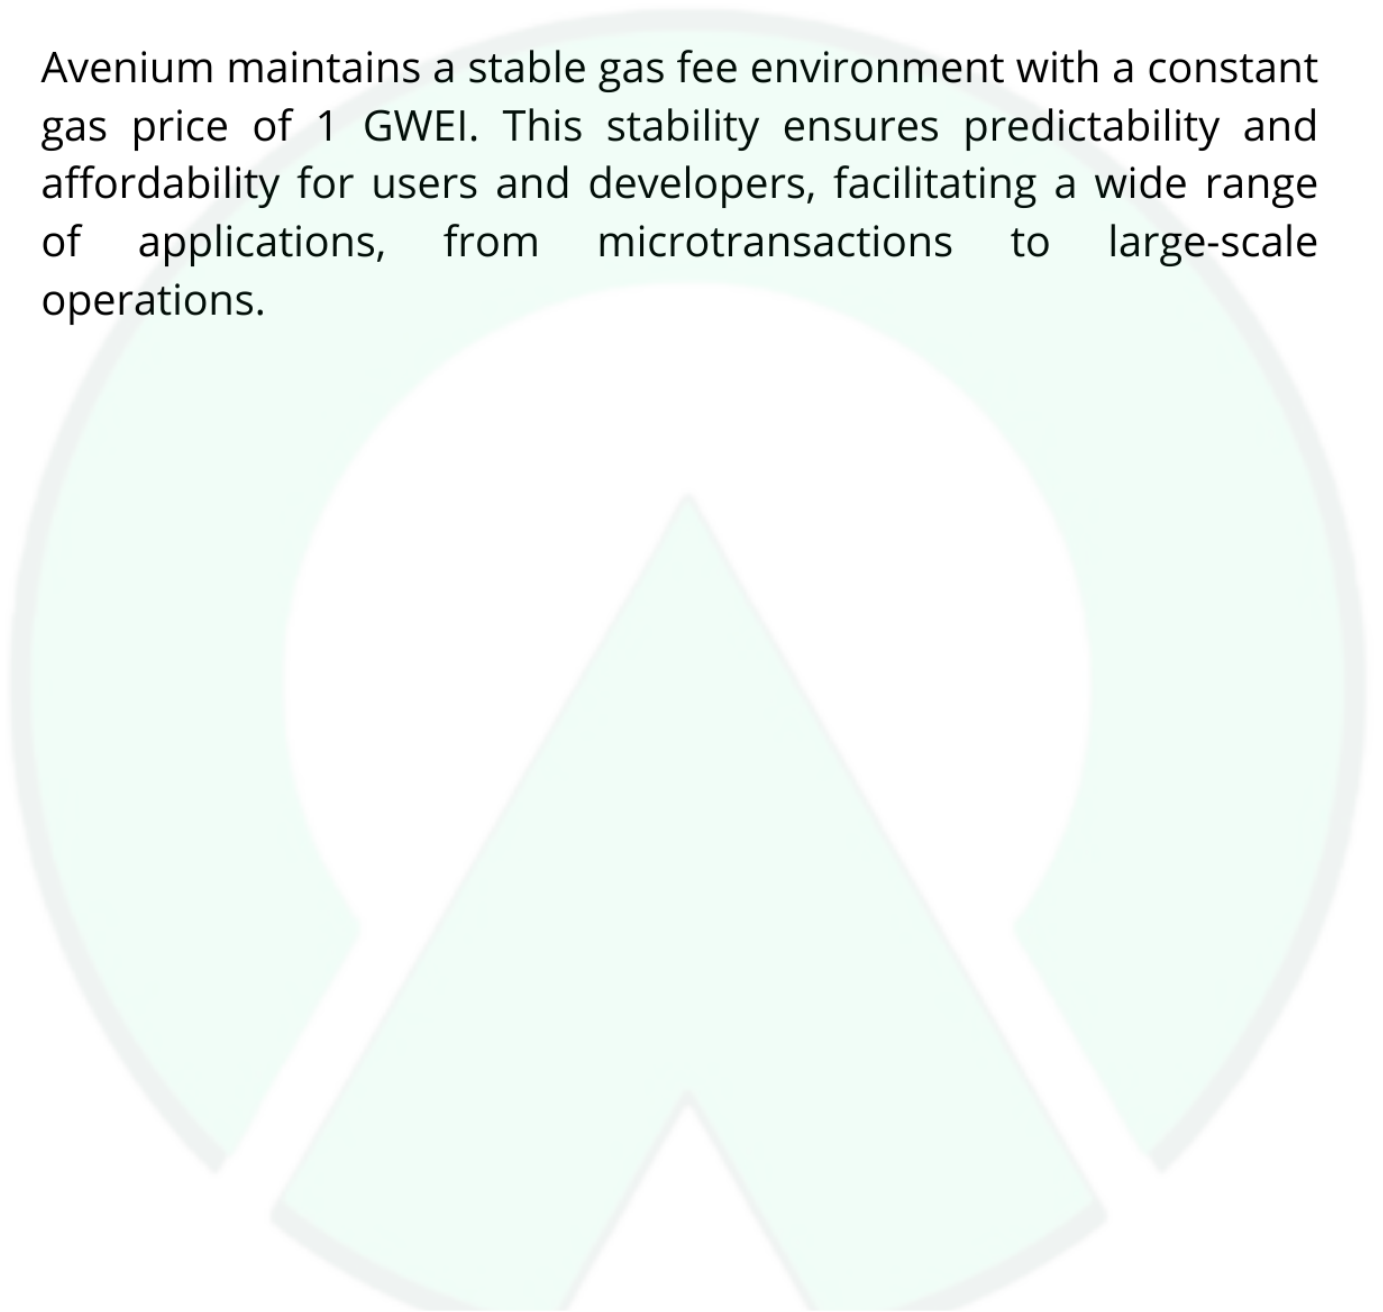 Avenium maintains a stable gas fee environment with a constant
gas price of 1 GWEI. This stability ensures predictability and
affordability for users and developers, facilitating a wide range
of applications, from microtransactions to large-scale
operations.